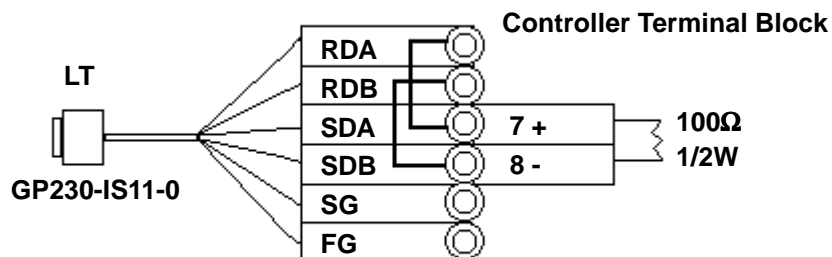 Controller Terminal Block
LT
GP230-IS11-0
RDA
RDB
SDA 7 +
SDB 8 -
SG
FG
100Ω
1/2W